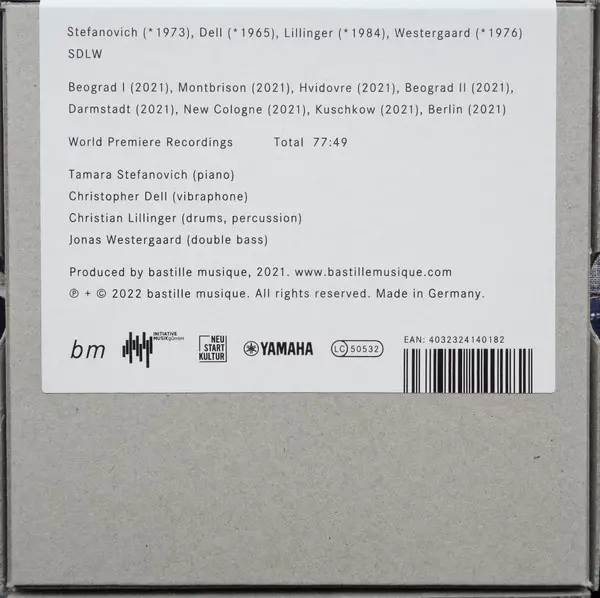 Stefanovich (*1973), Dell (*1965), Lillinger (*1984), Westergaard (*1976)
SDLW
Beograd I (2021), Montbrison (2021), Hvidovre (2021), Beograd II (2021),
Darmstadt (2021), New Cologne (2021), Kuschkow (2021), Berlin (2021)
World Premiere Recordings Total 77:49
Tamara Stefanovich (piano)
Christopher Dell (vibraphone)
Christian Lillinger (drums, percussion)
Jonas Westergaard (double bass)
Produced by bastille musique, 2021. www.bastillemusique.com
℗ + © 2022 bastille musique. All rights reserved. Made in Germany.
EAN: 4032324140182
bm
INITIATIVE
MUSIKgGmbH
NEU
START
KULTUR
YAMAHA
LC 50532